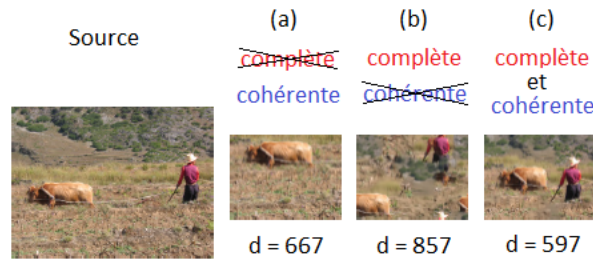 Source
(a)
complète
cohérente
d = 667
(b)
complète
cohérente
d = 857
(c)
complète
et
cohérente
d = 597